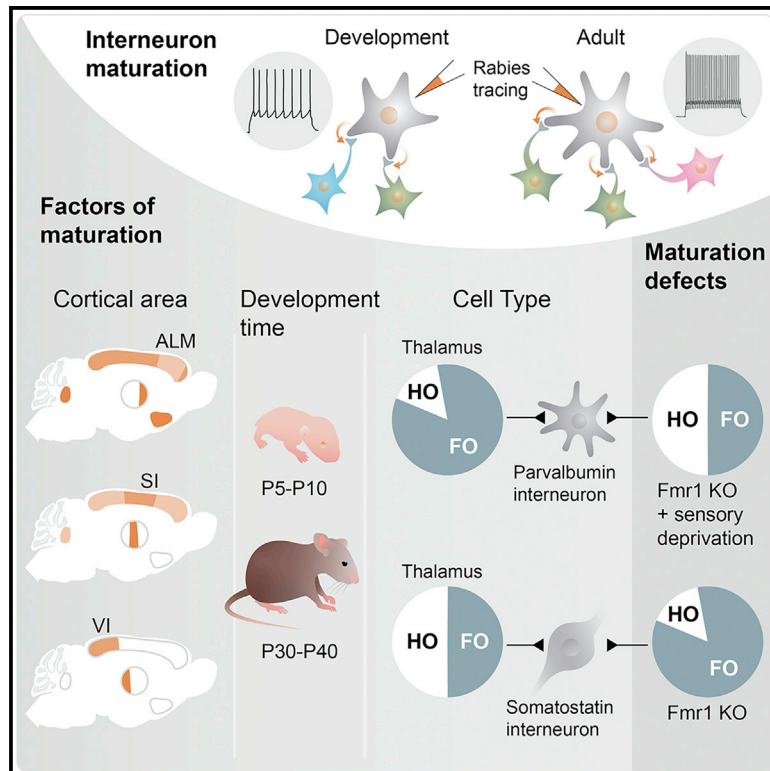 Interneuron
maturation
Development
Adult
Rabies
tracing
Factors of
maturation
Cortical area
ALM
SI
VI
Development
time
P5-P10
P30-P40
Cell Type
Thalamus
HO
FO
Parvalbumin
interneuron
Thalamus
HO
FO
Somatostatin
interneuron
Maturation
defects
HO
FO
Fmr1 KO
+ sensory
deprivation
HO
FO
Fmr1 KO